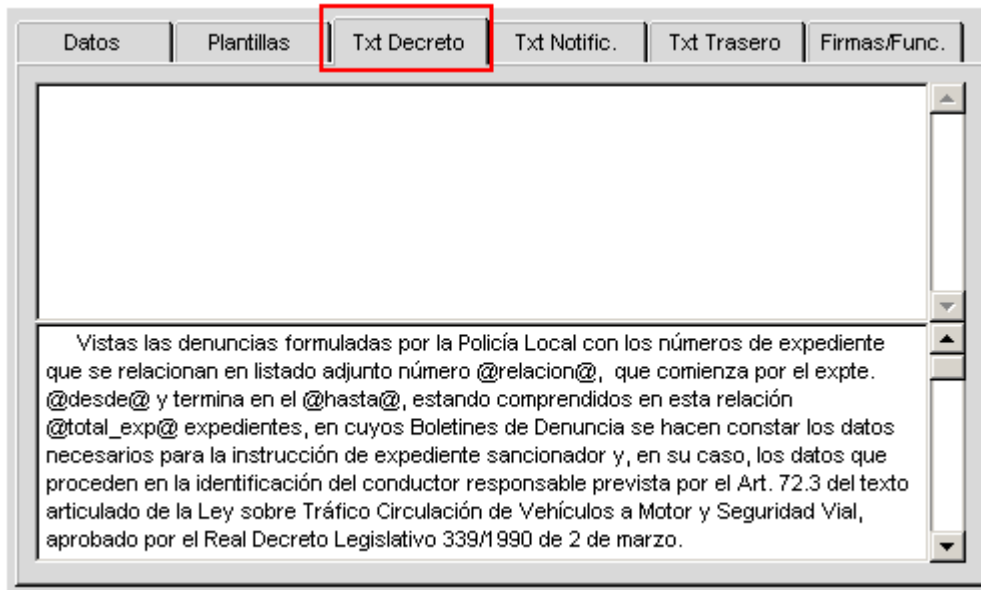 Datos Plantillas Txt Decreto Txt Notific. Txt Trasero Firmas/Func.
Vistas las denuncias formuladas por la Policía Local con los números de expediente
que se relacionan en listado adjunto número @relacion@, que comienza por el expte.
@desde@ y termina en el @hasta@, estando comprendidos en esta relación
@total_exp@ expedientes, en cuyos Boletines de Denuncia se hacen constar los datos
necesarios para la instrucción de expediente sancionador y, en su caso, los datos que
proceden en la identificación del conductor responsable prevista por el Art. 72.3 del texto
articulado de la Ley sobre Tráfico Circulación de Vehículos a Motor y Seguridad Vial,
aprobado por el Real Decreto Legislativo 339/1990 de 2 de marzo.